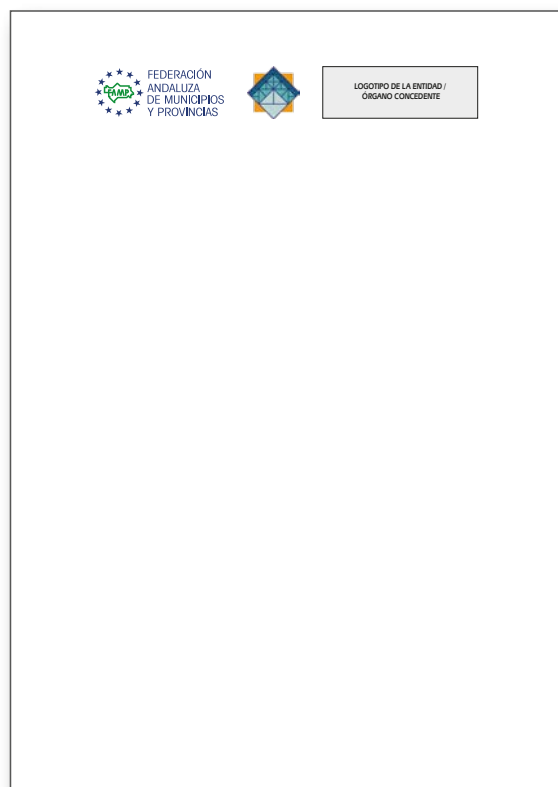 FAMP
FEDERACIÓN
ANDALUZA
DE MUNICIPIOS
Y PROVINCIAS
LOGOTIPO DE LA ENTIDAD /
ÓRGANO CONCEDENTE